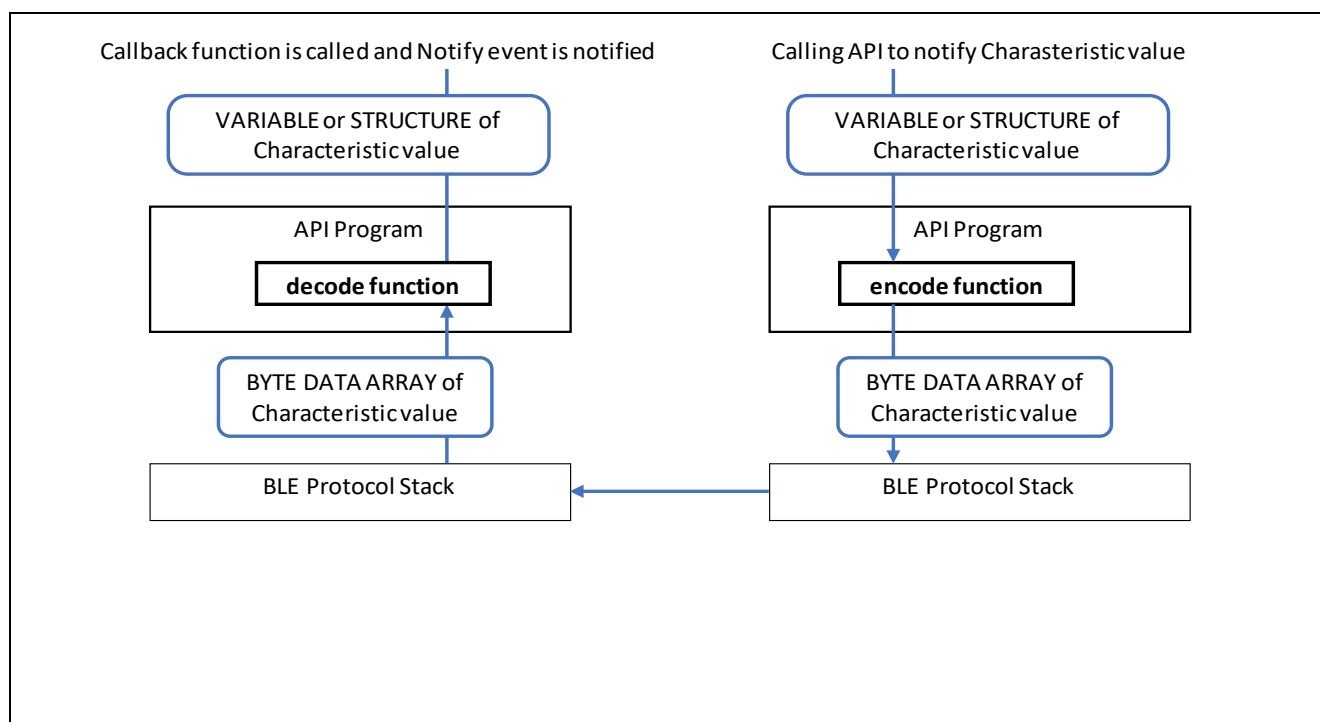 Callback function is called and Notify event is notified
VARIABLE or STRUCTURE of
Characteristic value
API Program
decode function
BYTE DATA ARRAY of
Characteristic value
BLE Protocol Stack
Calling API to notify Charasteristic value
VARIABLE or STRUCTURE of
Characteristic value
API Program
encode function
BYTE DATA ARRAY of
Characteristic value
BLE Protocol Stack